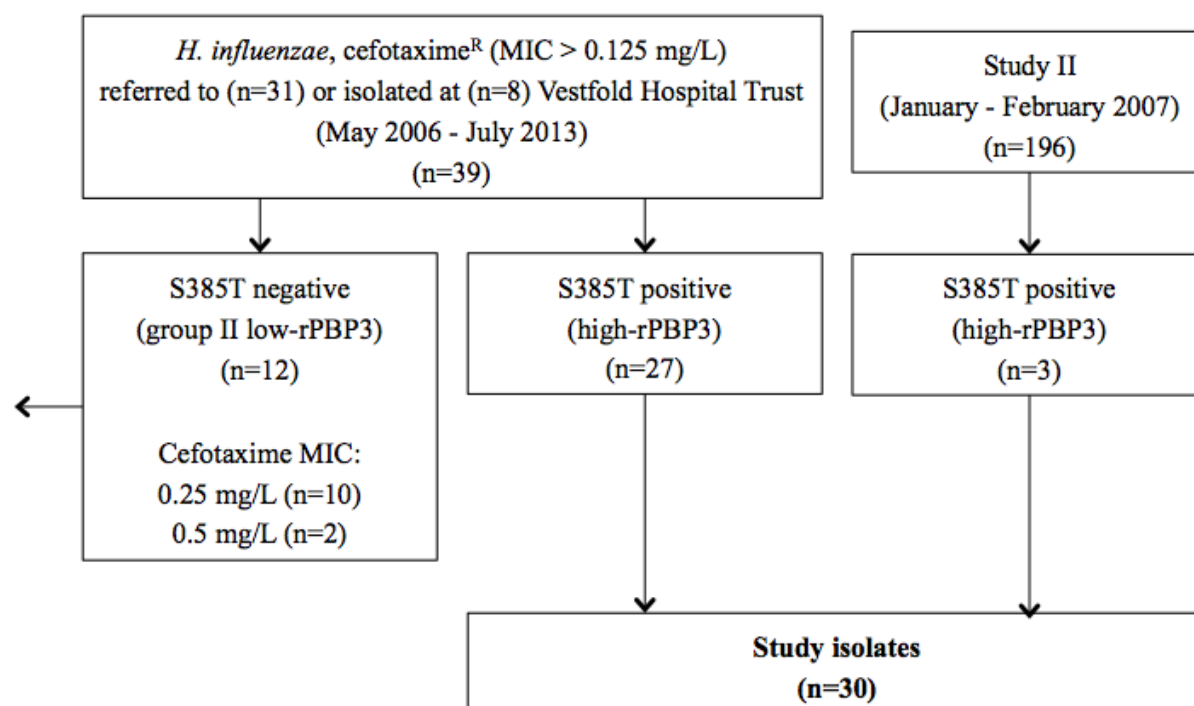 H. influenzae, cefotaximeᴿ (MIC > 0.125 mg/L)
referred to (n=31) or isolated at (n=8) Vestfold Hospital Trust
(May 2006 - July 2013)
(n=39)
Study II
(January - February 2007)
(n=196)
S385T negative
(group II low-rPBP3)
(n=12)
Cefotaxime MIC:
0.25 mg/L (n=10)
0.5 mg/L (n=2)
S385T positive
(high-rPBP3)
(n=27)
S385T positive
(high-rPBP3)
(n=3)
Study isolates
(n=30)